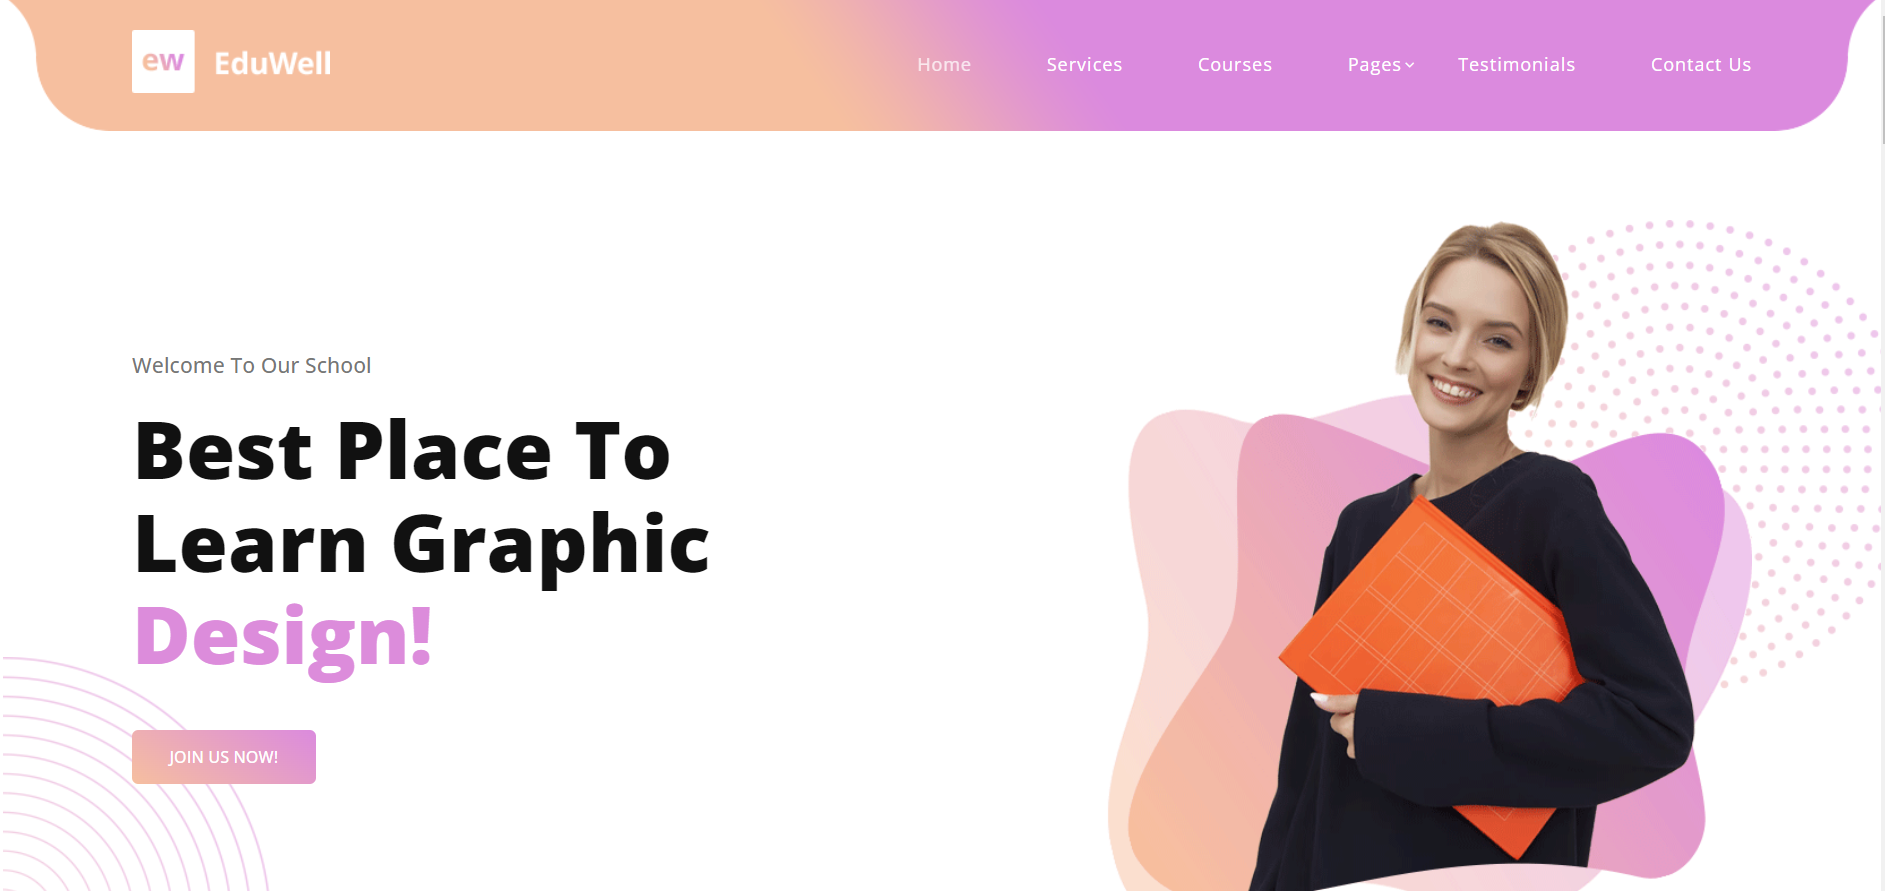 ew EduWell
Home Services Courses Pages Testimonials Contact Us
Welcome To Our School
Best Place To
Learn Graphic
Design!
JOIN US NOW!